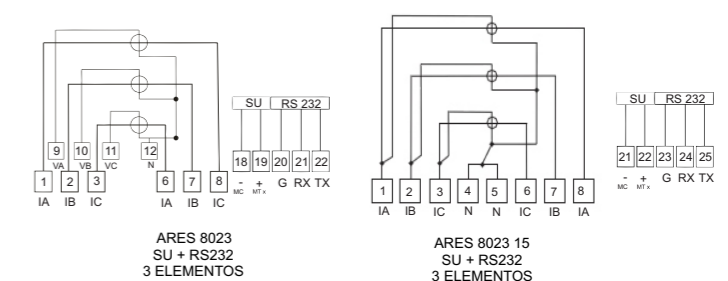 SU RS 232
9 10 11 12
VA VB VC N
1 2 3 6 7 8
IA IB IC IA IB IC
18 19 20 21 22
- + G RX TX
MC MT x
ARES 8023
SU + RS232
3 ELEMENTOS
SU RS 232
1 2 3 4 5 6 7 8
IA IB IC N N IC IB IA
21 22 23 24 25
- + G RX TX
MC MT x
ARES 8023 15
SU + RS232
3 ELEMENTOS